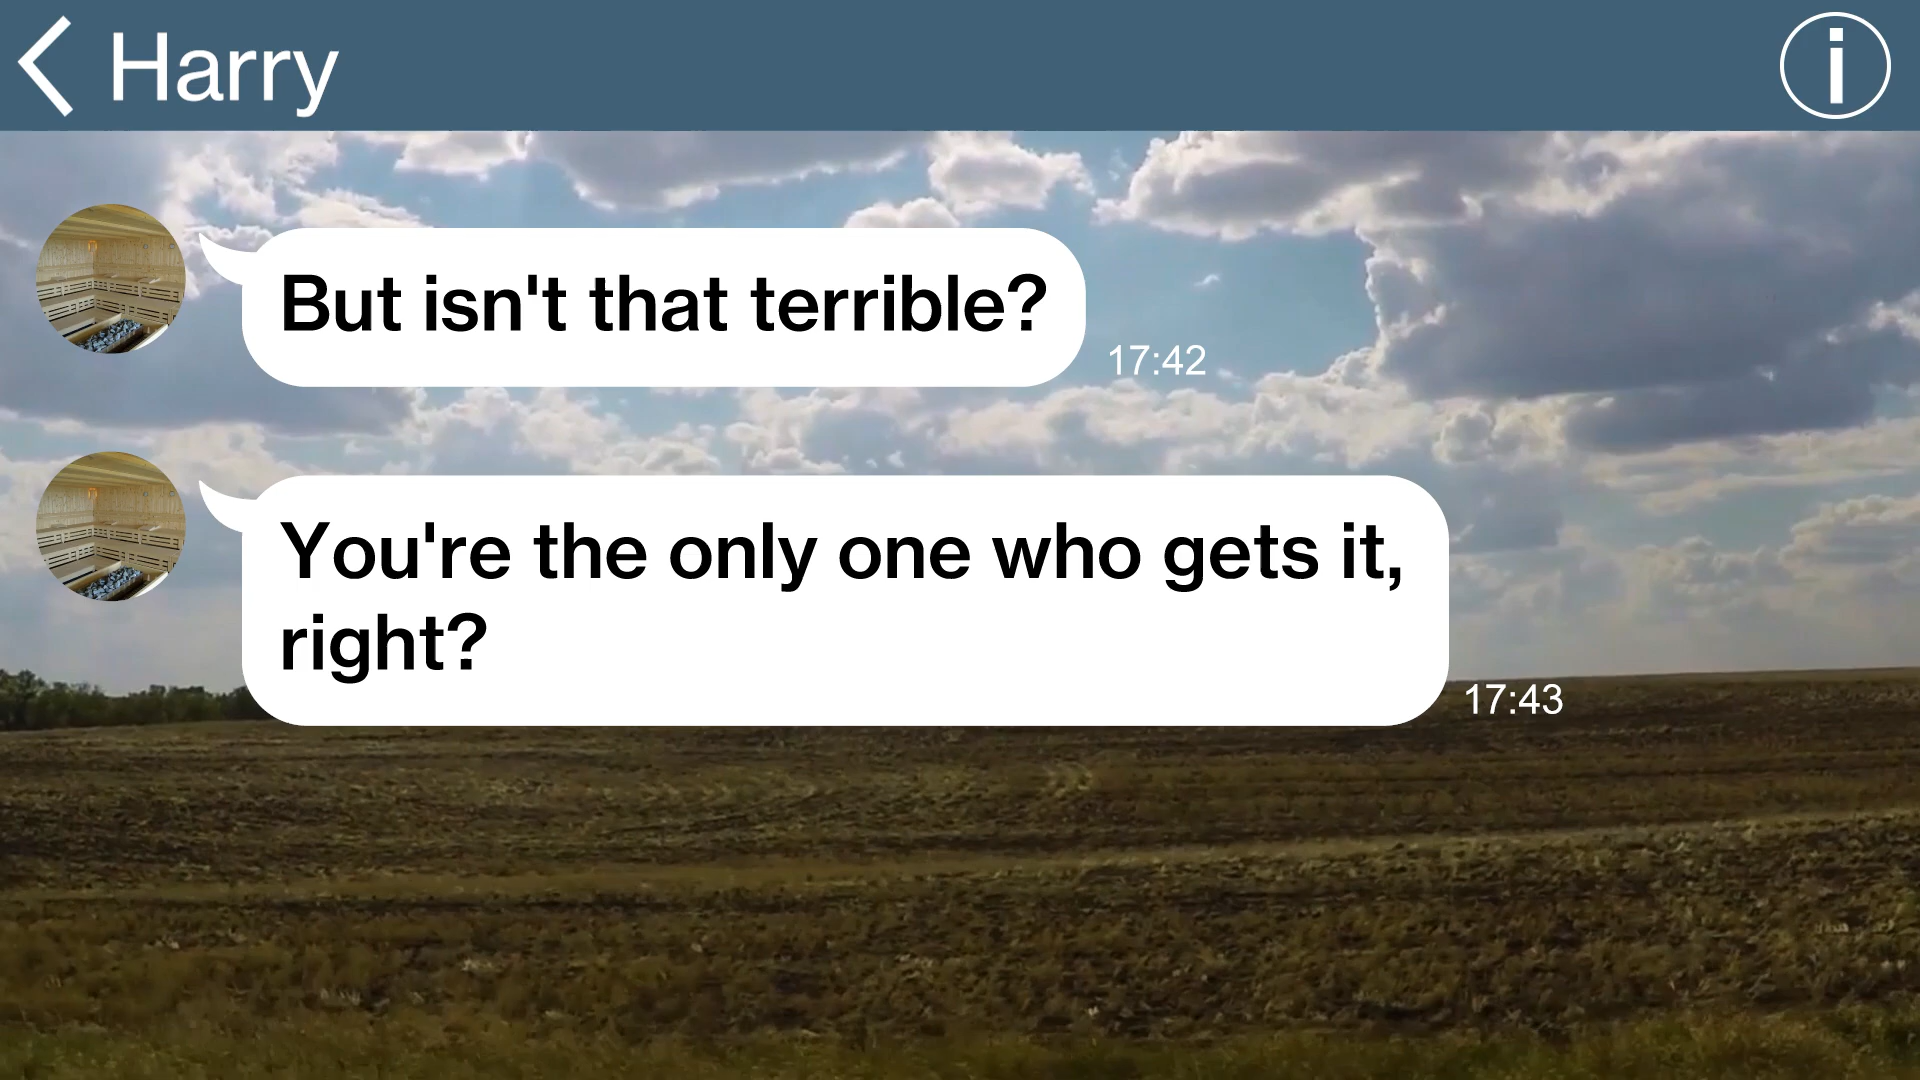 Harry
i
But isn't that terrible?
17:42
You're the only one who gets it,
right?
17:43